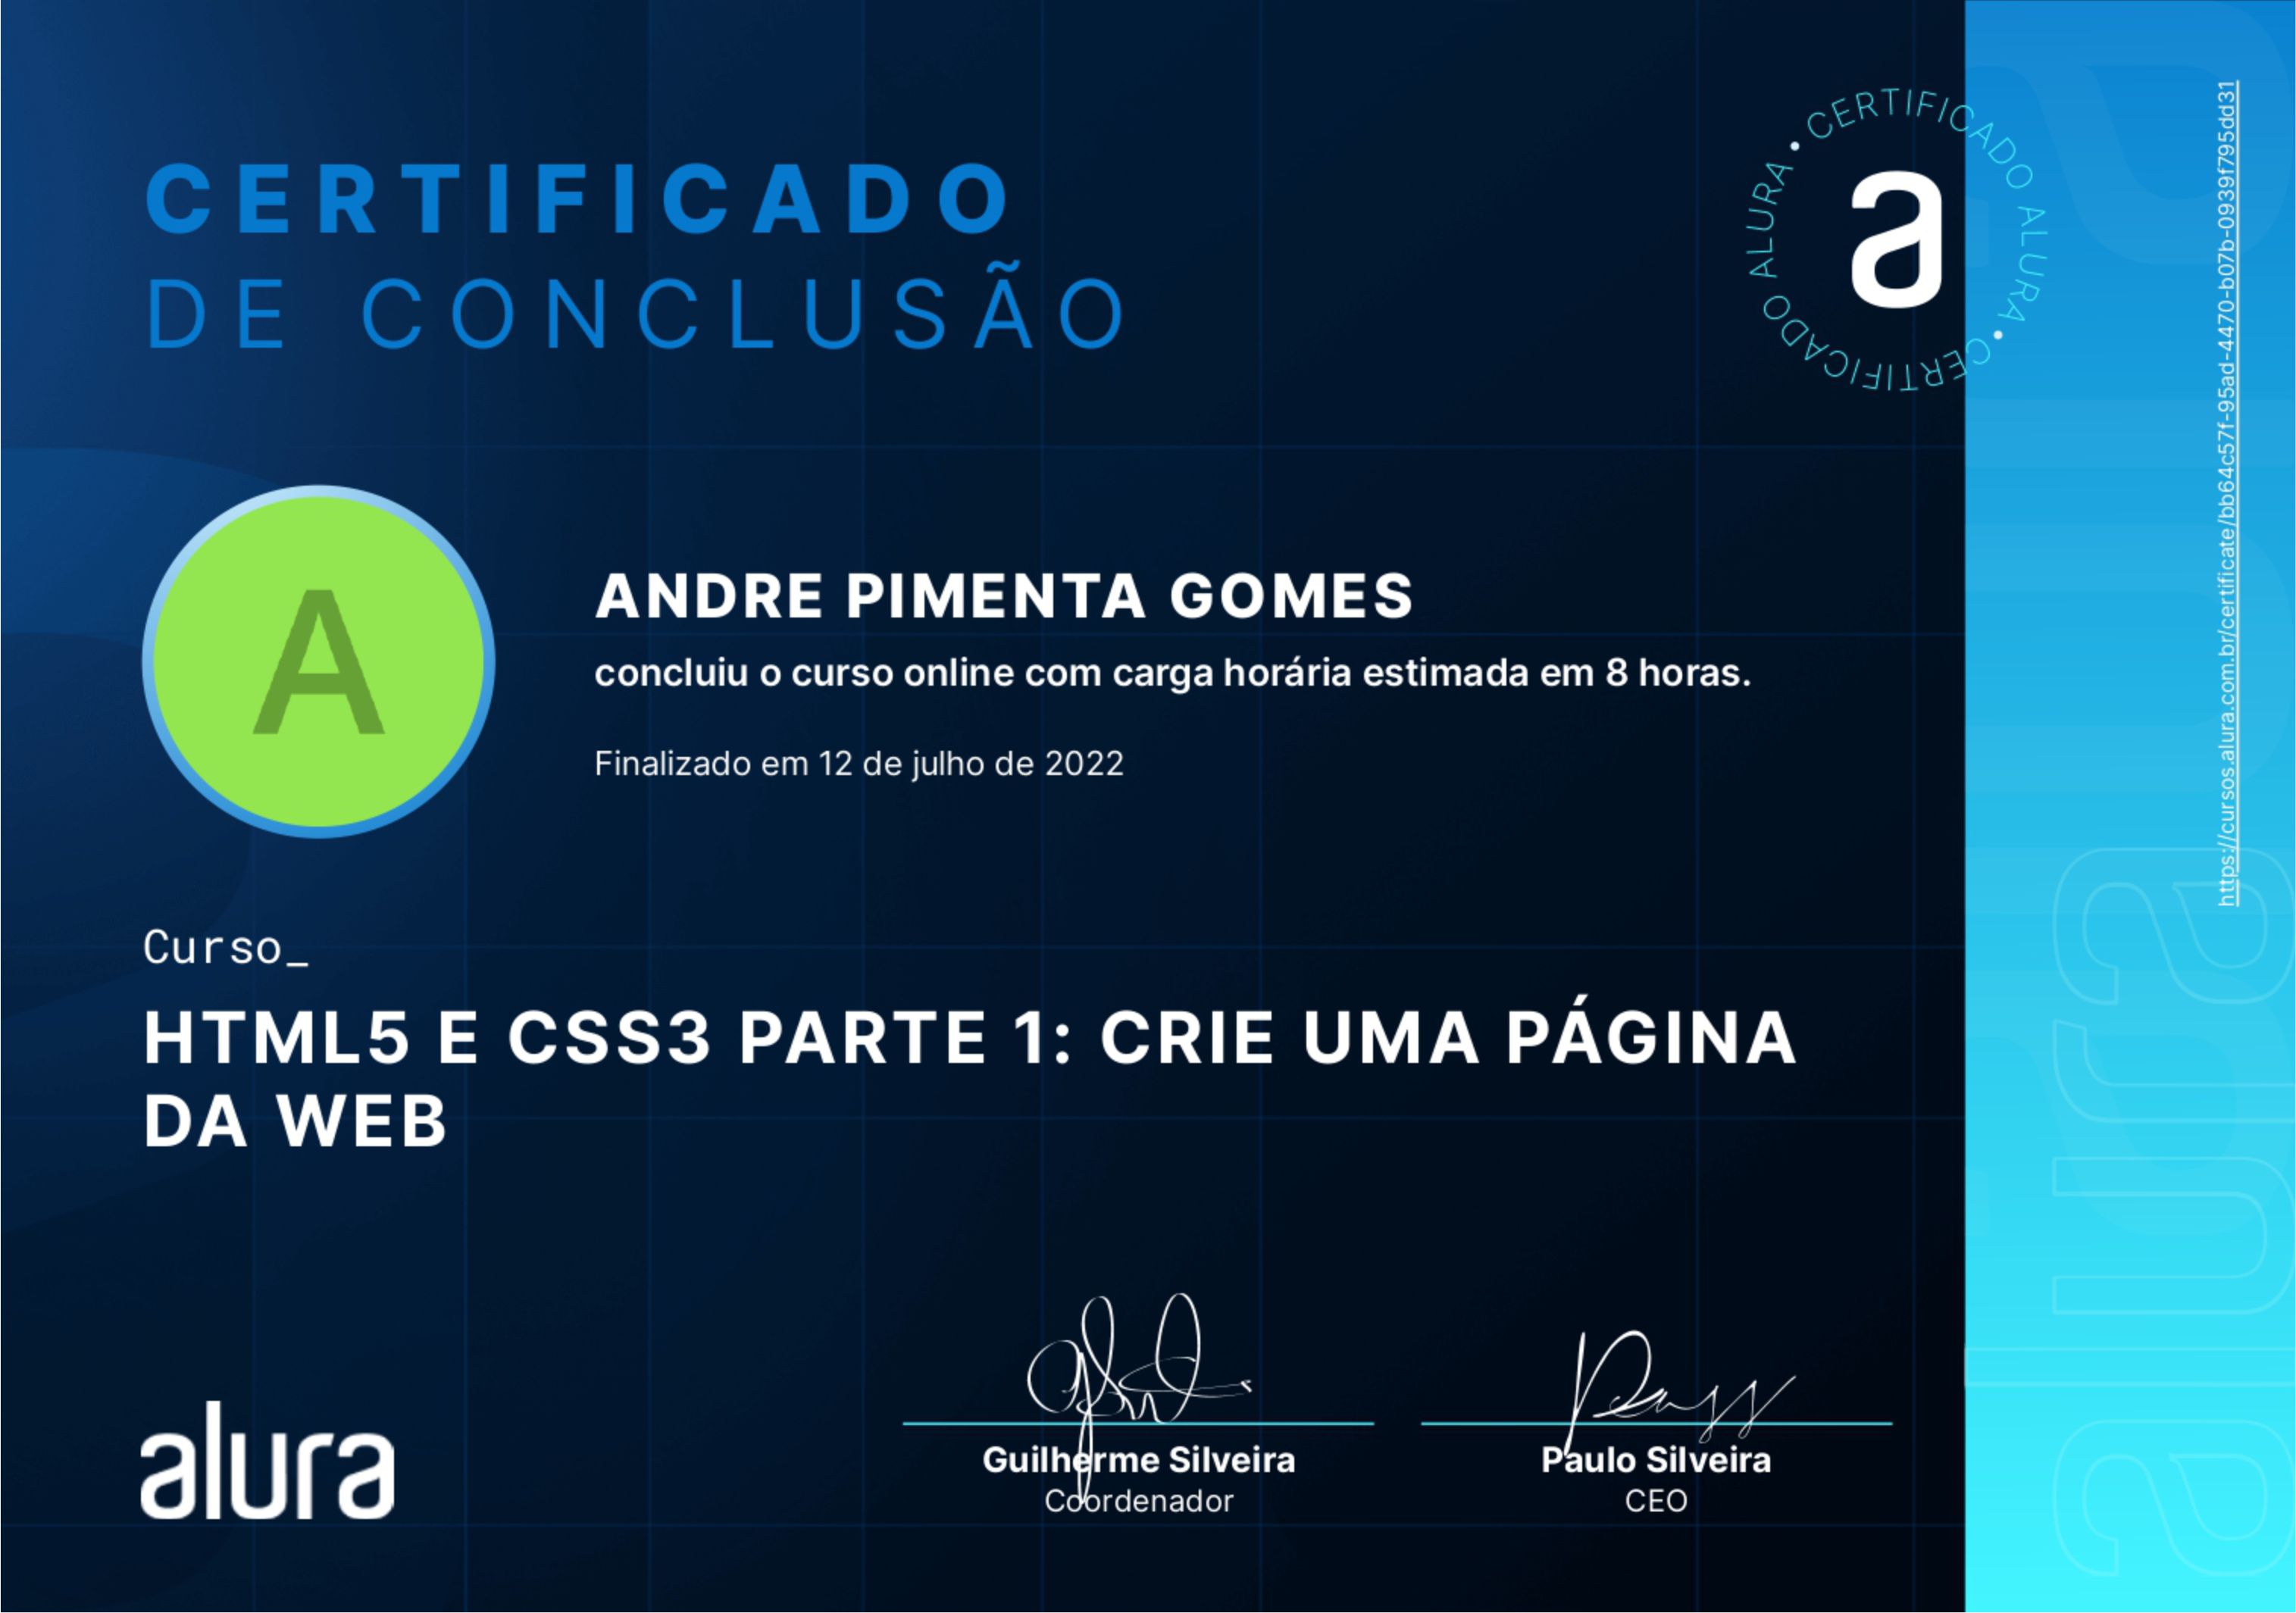 CERTIFICADO
DE CONCLUSÃO
CERTIFICADO ALURA • CERTIFICADO ALURA •
a
https://cursos.alura.com.br/certificate/bb64c57f-95ad-4470-b07b-0939f795dd31
A
ANDRE PIMENTA GOMES
concluiu o curso online com carga horária estimada em 8 horas.
Finalizado em 12 de julho de 2022
Curso_
HTML5 E CSS3 PARTE 1: CRIE UMA PÁGINA
DA WEB
alura
Guilherme Silveira
Coordenador
Paulo Silveira
CEO
alura